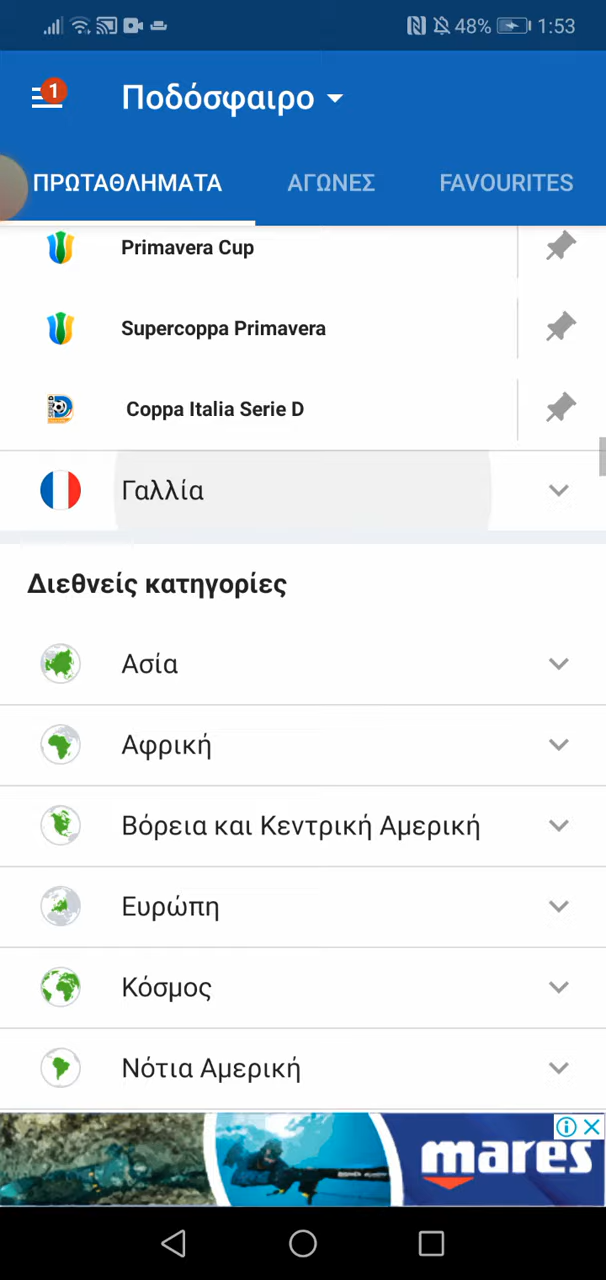 48% 1:53
1
Ποδόσφαιρο
ΠΡΩΤΑΘΛΗΜΑΤΑ ΑΓΩΝΕΣ FAVOURITES
Primavera Cup
Supercoppa Primavera
Coppa Italia Serie D
Γαλλία
Διεθνείς κατηγορίες
Ασία
Αφρική
Βόρεια και Κεντρική Αμερική
Ευρώπη
Κόσμος
Νότια Αμερική
mares